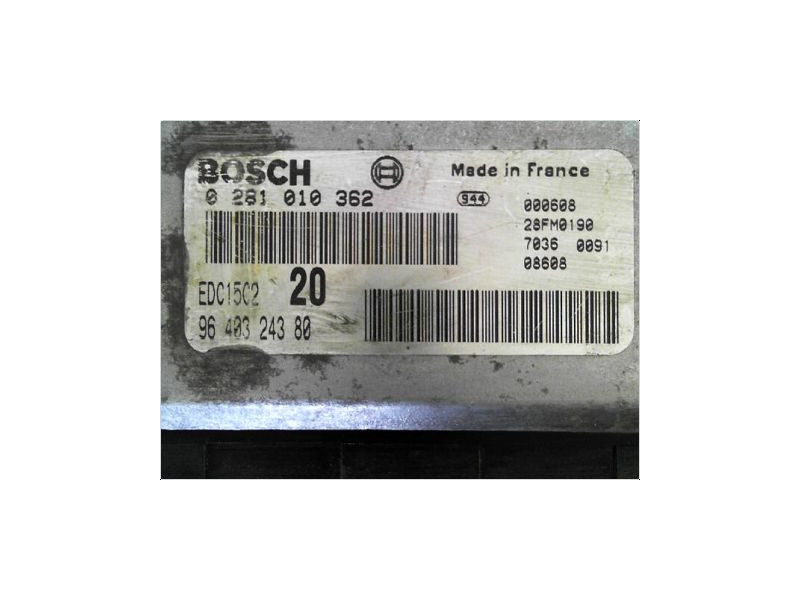 BOSCH Made in France
0 281 010 362 944 000608
28FM0190
7036 0091
08608
EDC15C2 20
96 403 243 80